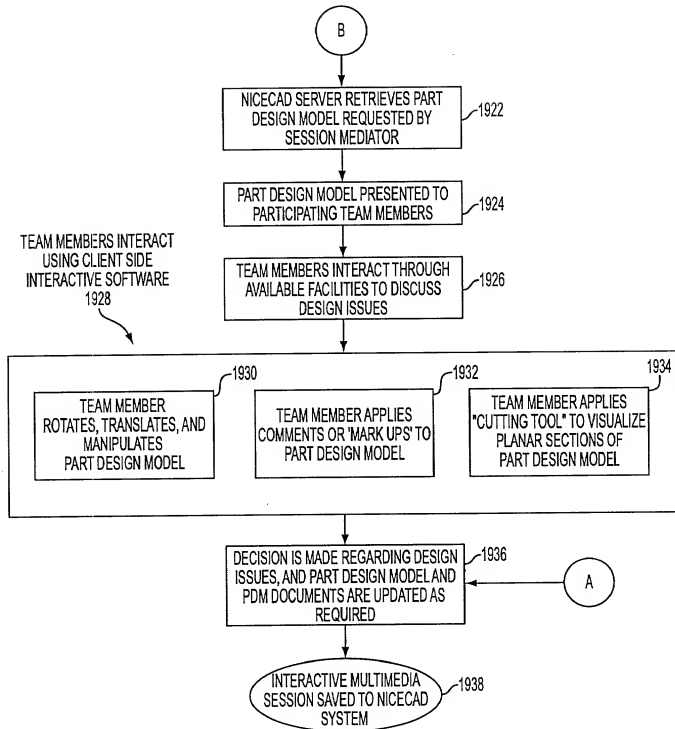 B
NICECAD SERVER RETRIEVES PART
DESIGN MODEL REQUESTED BY
SESSION MEDIATOR
1922
PART DESIGN MODEL PRESENTED TO
PARTICIPATING TEAM MEMBERS
1924
TEAM MEMBERS INTERACT
USING CLIENT SIDE
INTERACTIVE SOFTWARE
1928
TEAM MEMBERS INTERACT THROUGH
AVAILABLE FACILITIES TO DISCUSS
DESIGN ISSUES
1926
1930
TEAM MEMBER
ROTATES, TRANSLATES, AND
MANIPULATES
PART DESIGN MODEL
1932
TEAM MEMBER APPLIES
COMMENTS OR 'MARK UPS' TO
PART DESIGN MODEL
1934
TEAM MEMBER APPLIES
"CUTTING TOOL" TO VISUALIZE
PLANAR SECTIONS OF
PART DESIGN MODEL
DECISION IS MADE REGARDING DESIGN
ISSUES, AND PART DESIGN MODEL AND
PDM DOCUMENTS ARE UPDATED AS
REQUIRED
1936
A
INTERACTIVE MULTIMEDIA
SESSION SAVED TO NICECAD
SYSTEM
1938